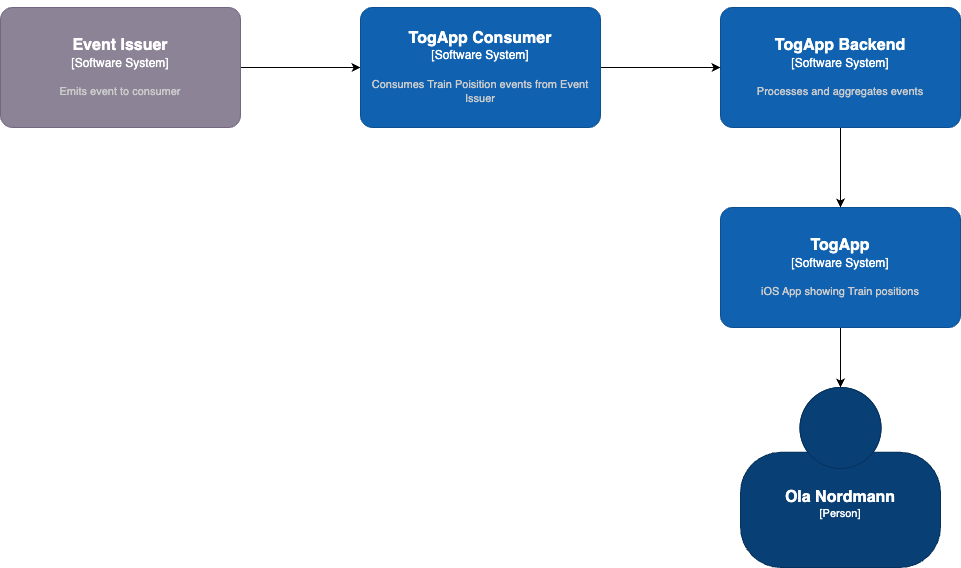 Event Issuer
[Software System]
Emits event to consumer
TogApp Consumer
[Software System]
Consumes Train Poisition events from Event
Issuer
TogApp Backend
[Software System]
Processes and aggregates events
TogApp
[Software System]
iOS App showing Train positions
Ola Nordmann
[Person]